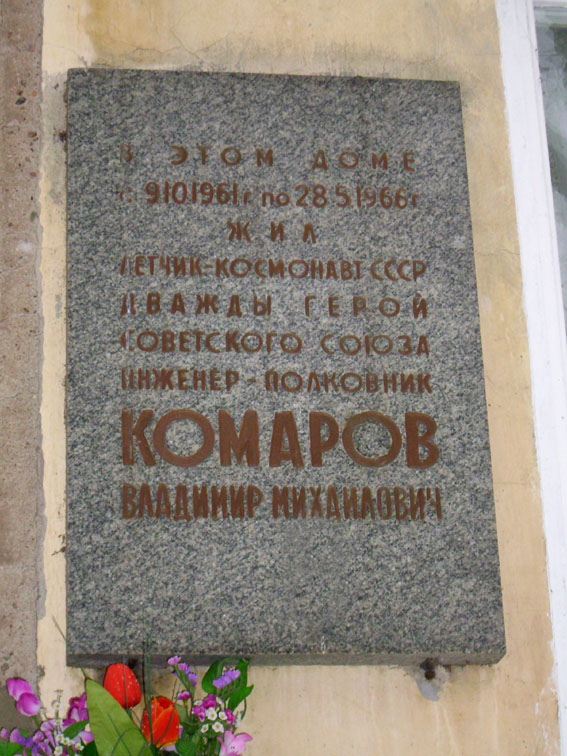 В ЭТОМ ДОМЕ
с 9.10.1961 г. по 28.5.1966 г.
ЖИЛ
ЛЕТЧИК-КОСМОНАВТ СССР
ДВАЖДЫ ГЕРОЙ
СОВЕТСКОГО СОЮЗА
ИНЖЕНЕР-ПОЛКОВНИК
КОМАРОВ
ВЛАДИМИР МИХАЙЛОВИЧ